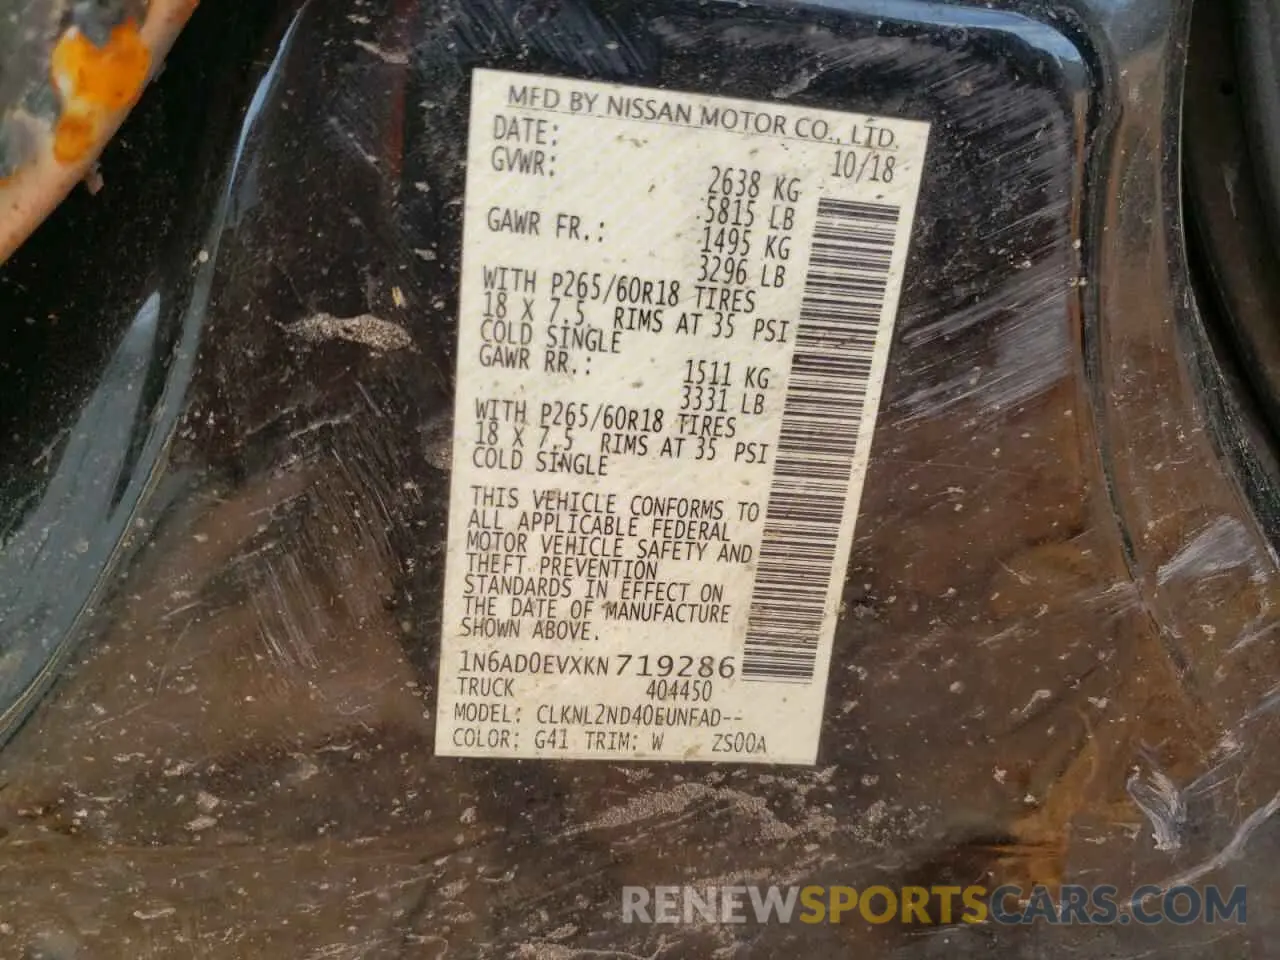 MFD BY NISSAN MOTOR CO., LTD.
DATE: 10/18
GVWR: 2638 KG
5815 LB
GAWR FR.: 1495 KG
3296 LB
WITH P265/60R18 TIRES
18 X 7.5 RIMS AT 35 PSI
COLD SINGLE
GAWR RR.: 1511 KG
3331 LB
WITH P265/60R18 TIRES
18 X 7.5 RIMS AT 35 PSI
COLD SINGLE
THIS VEHICLE CONFORMS TO
ALL APPLICABLE FEDERAL
MOTOR VEHICLE SAFETY AND
THEFT PREVENTION
STANDARDS IN EFFECT ON
THE DATE OF MANUFACTURE
SHOWN ABOVE.
1N6AD0EVXKN719286
TRUCK 404450
MODEL: CLKNL2ND40EUNFAD--
COLOR: G41 TRIM: W ZS00A
RENEWSPORTSCARS.COM